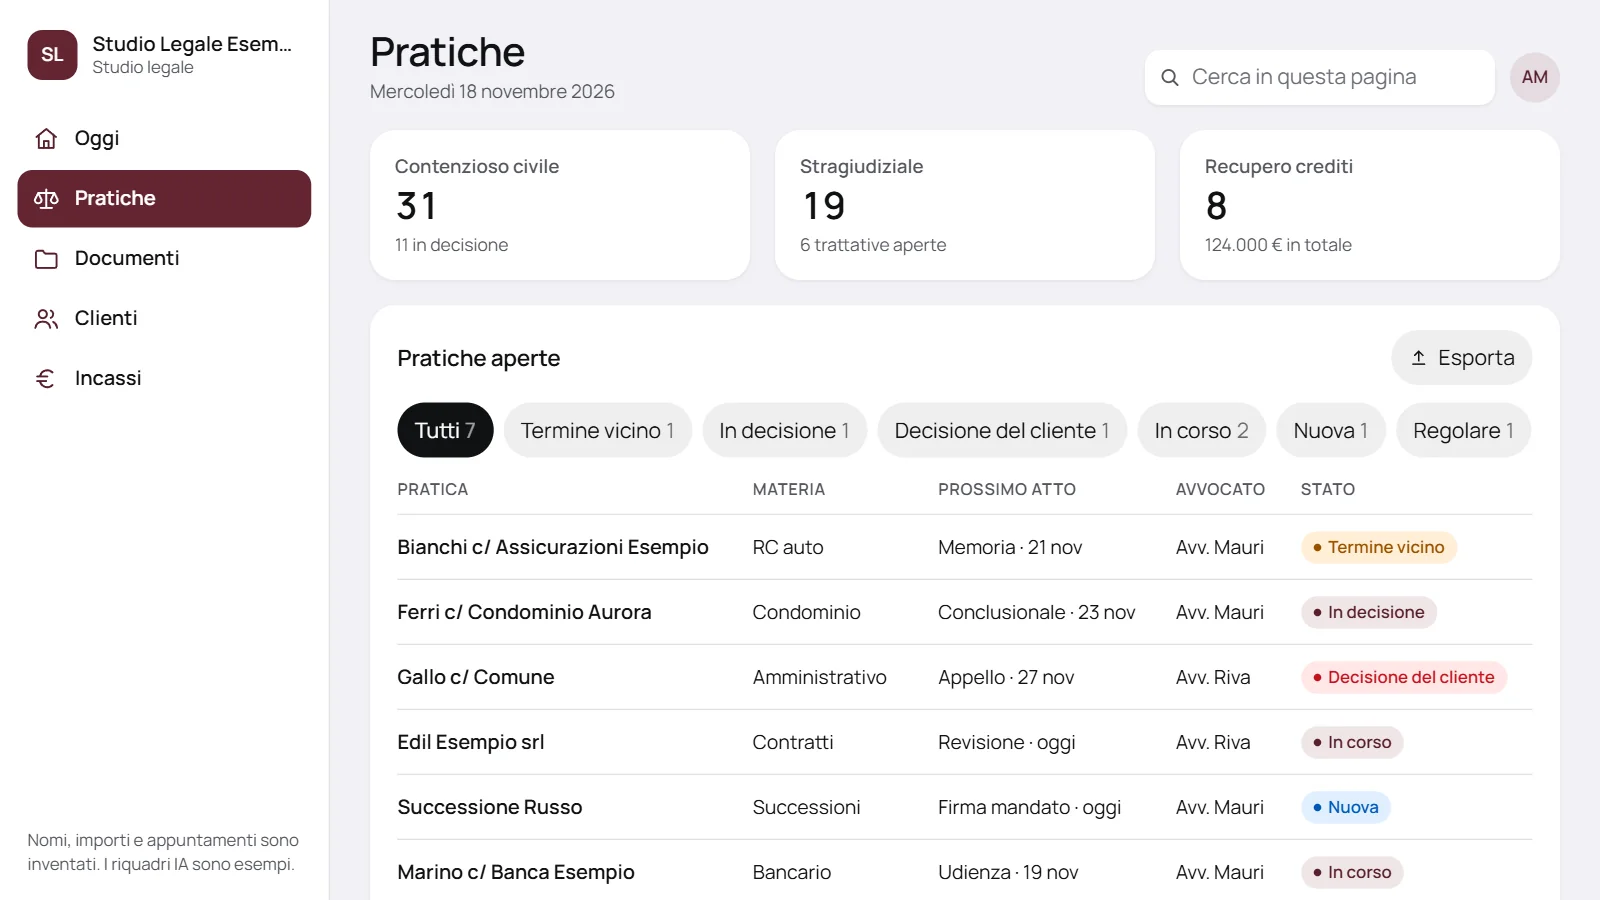 SL
Studio Legale Esem...
Studio legale
Oggi
Pratiche
Documenti
Clienti
Incassi
Nomi, importi e appuntamenti sono
inventati. I riquadri IA sono esempi.
Pratiche
Mercoledì 18 novembre 2026
Cerca in questa pagina
AM
Contenzioso civile
31
11 in decisione
Stragiudiziale
19
6 trattative aperte
Recupero crediti
8
124.000 € in totale
Pratiche aperte
Esporta
Tutti 7
Termine vicino 1
In decisione 1
Decisione del cliente 1
In corso 2
Nuova 1
Regolare 1
PRATICA MATERIA PROSSIMO ATTO AVVOCATO STATO
Bianchi c/ Assicurazioni Esempio RC auto Memoria · 21 nov Avv. Mauri Termine vicino
Ferri c/ Condominio Aurora Condominio Conclusionale · 23 nov Avv. Mauri In decisione
Gallo c/ Comune Amministrativo Appello · 27 nov Avv. Riva Decisione del cliente
Edil Esempio srl Contratti Revisione · oggi Avv. Riva In corso
Successione Russo Successioni Firma mandato · oggi Avv. Mauri Nuova
Marino c/ Banca Esempio Bancario Udienza · 19 nov Avv. Mauri In corso